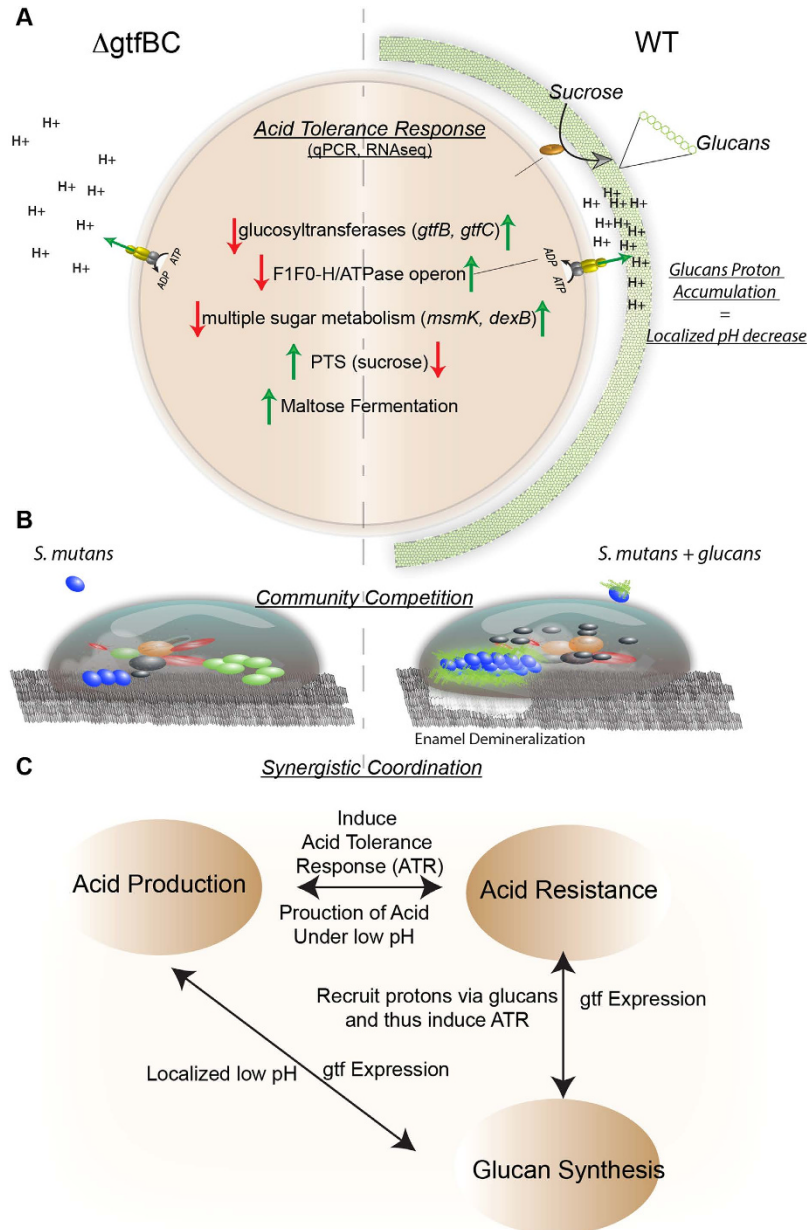 A
ΔgtfBC
WT
Sucrose
Glucans
Acid Tolerance Response
(qPCR, RNAseq)
H+
H+
H+
H+ H+
H+
H+
H+
H+
H+
ADP ATP
glucosyltransferases (gtfB, gtfC)
F1F0-H/ATPase operon
multiple sugar metabolism (msmK, dexB)
PTS (sucrose)
Maltose Fermentation
H+
H+ H+
H+ H+
H+
H+
H+
H+
H+
H+
ADP
ATP
Glucans Proton
Accumulation
=
Localized pH decrease
B
S. mutans
S. mutans + glucans
Community Competition
Enamel Demineralization
C
Synergistic Coordination
Acid Production
Induce
Acid Tolerance
Response (ATR)
Prouction of Acid
Under low pH
Acid Resistance
Recruit protons via glucans
and thus induce ATR
gtf Expression
Localized low pH
gtf Expression
Glucan Synthesis